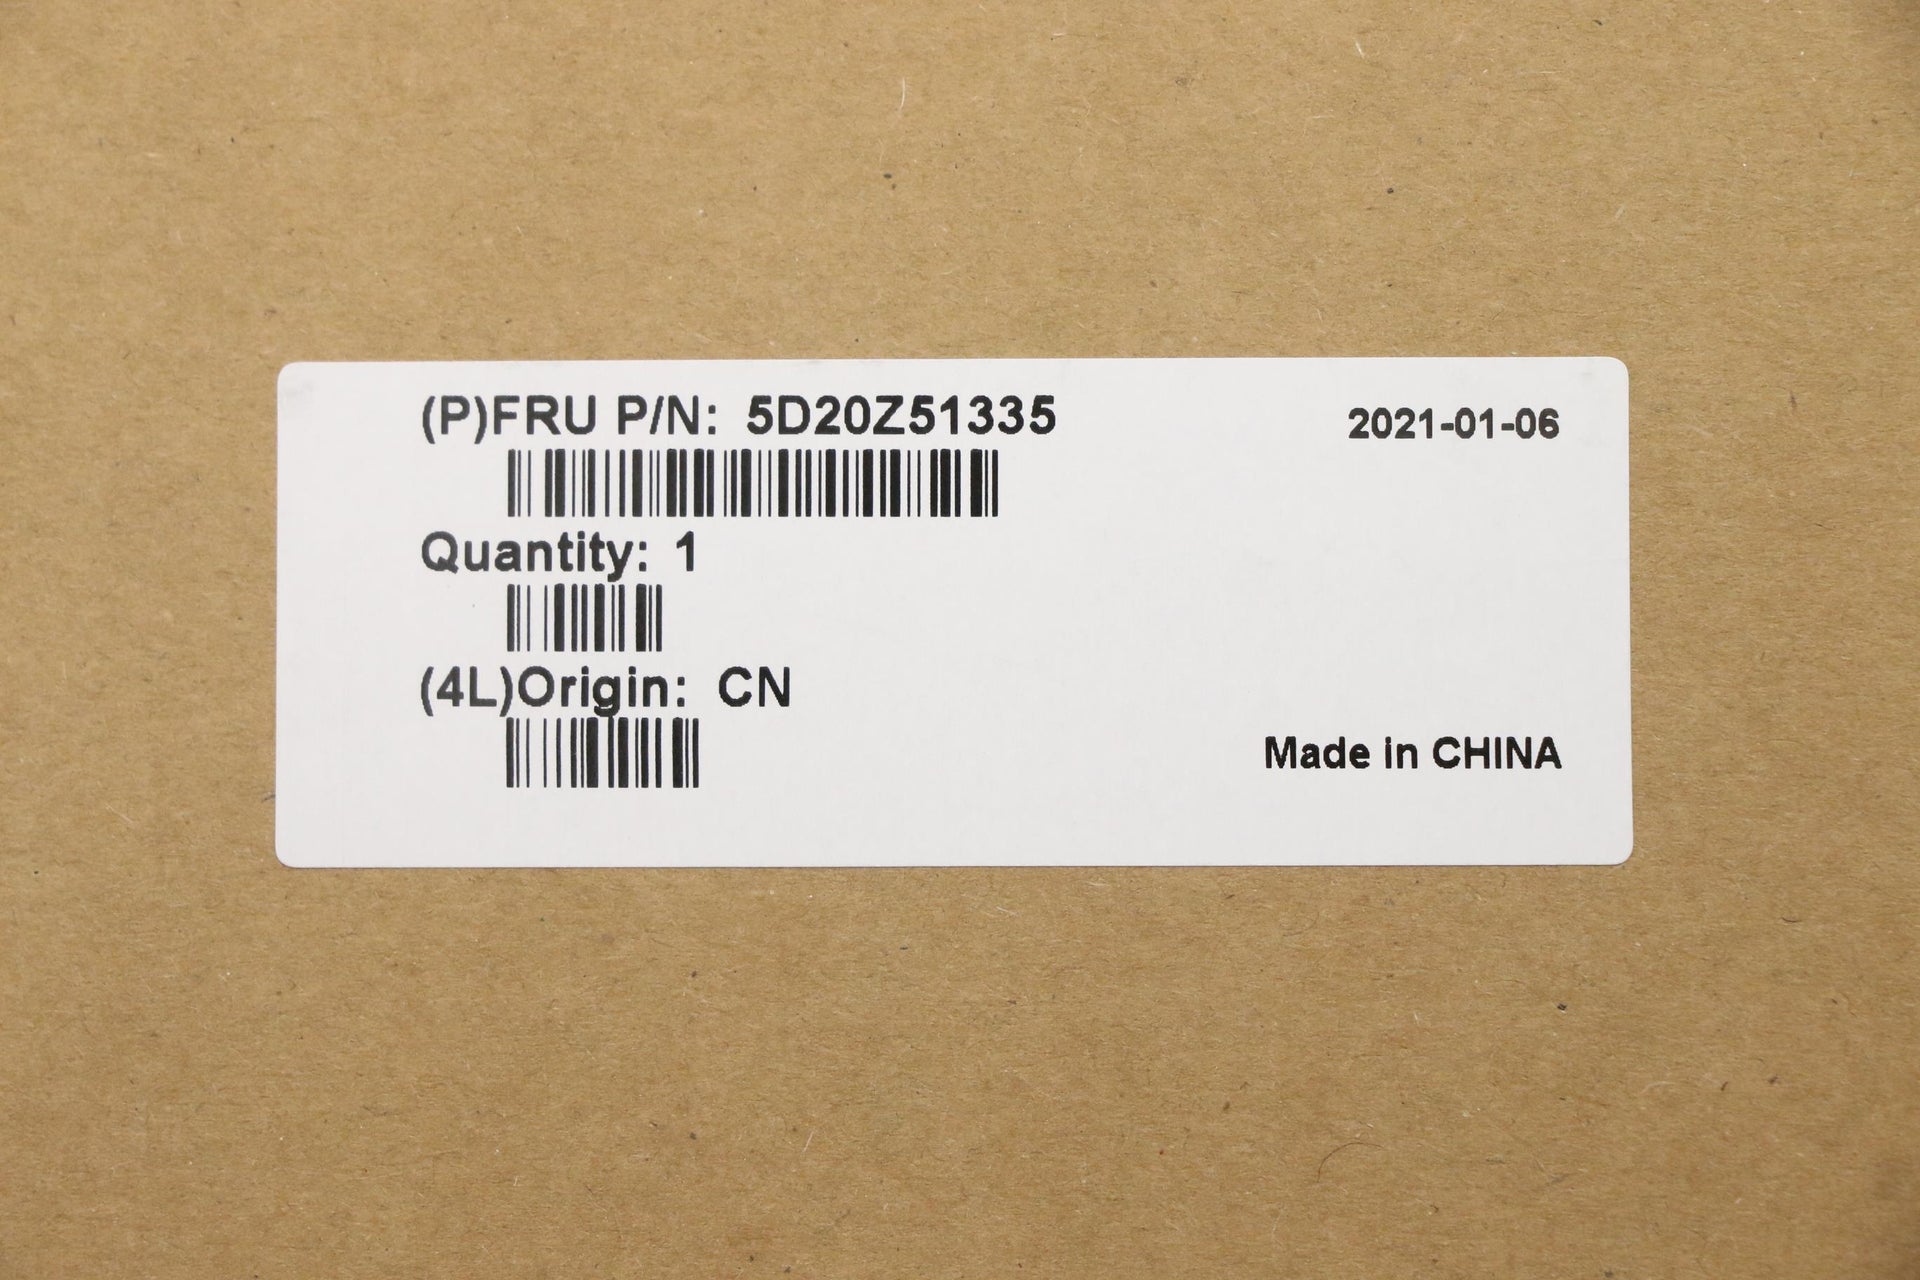 (P)FRU P/N: 5D20Z51335
2021-01-06
Quantity: 1
(4L)Origin: CN
Made in CHINA